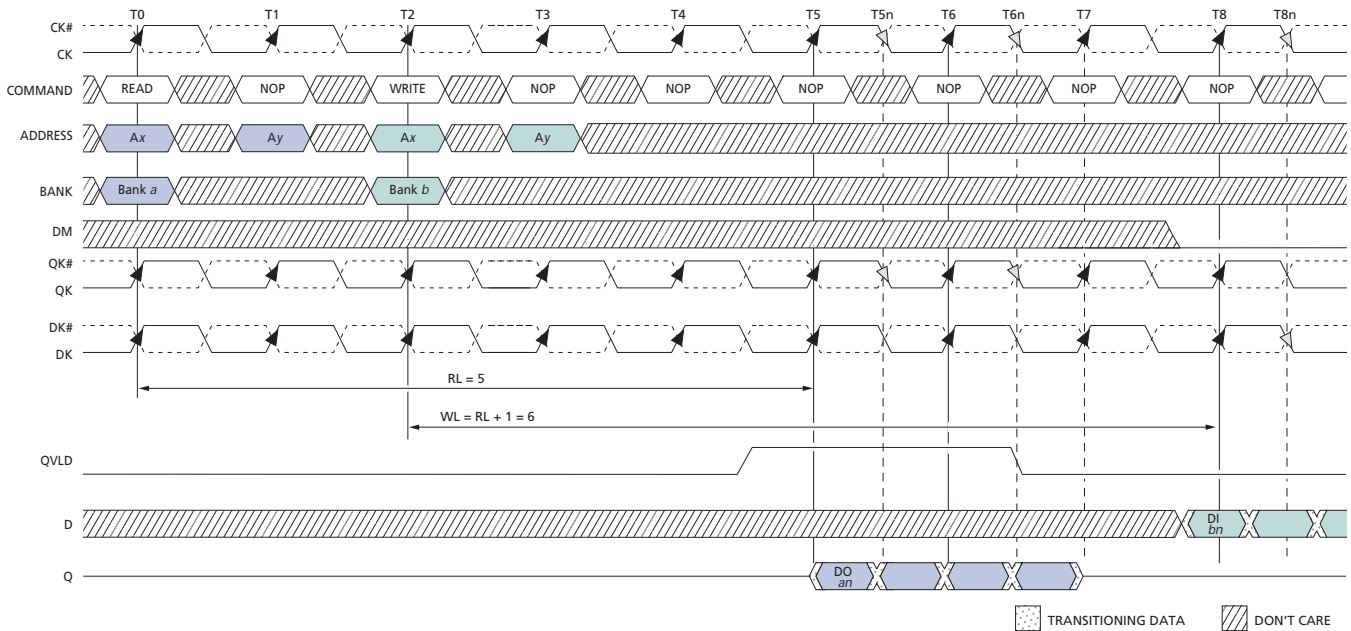 T0 T1 T2 T3 T4 T5 T5n T6 T6n T7 T8 T8n
CK#
CK
COMMAND READ NOP WRITE NOP NOP NOP NOP NOP NOP
ADDRESS Ax Ay Ax Ay
BANK Bank a Bank b
DM
QK#
QK
DK#
DK
RL = 5
WL = RL + 1 = 6
QVLD
D DI
bn
Q DO
an
TRANSITIONING DATA DON'T CARE